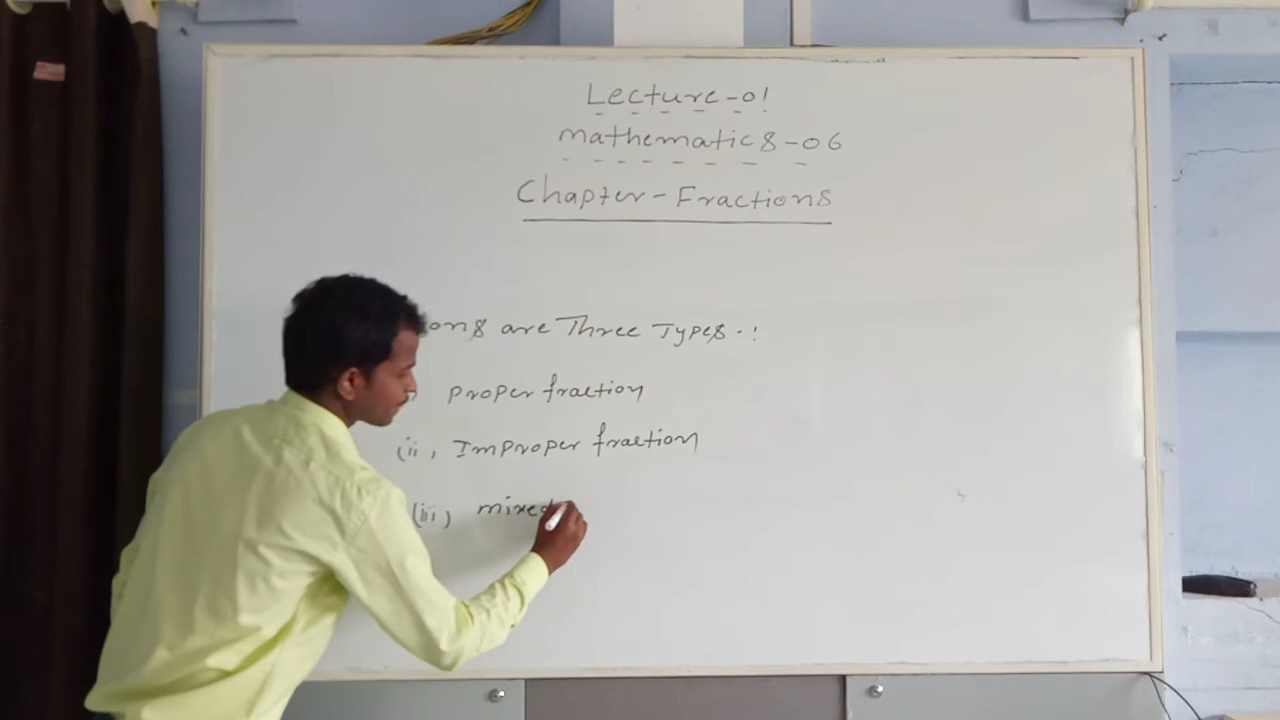 Lecture-01
mathematics-06
Chapter-Fractions
ons are Three Types :
proper fraction
(ii, Improper fraction
(iii) mixed